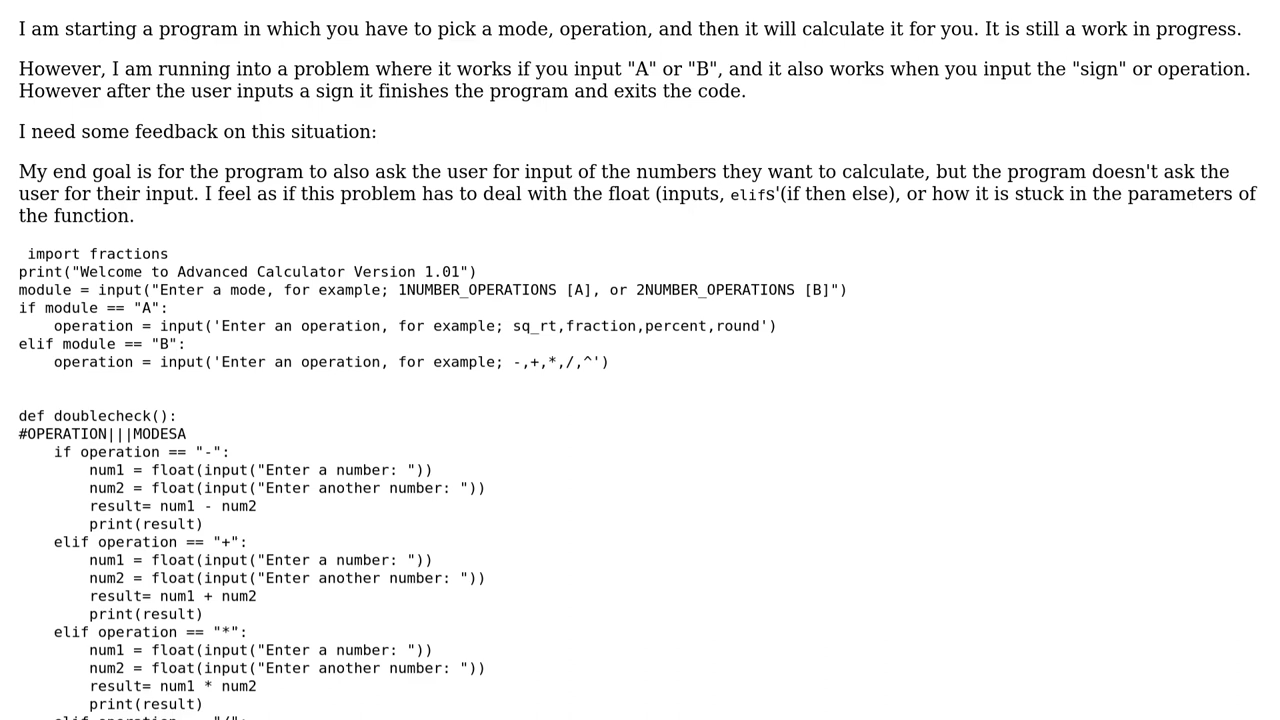 I am starting a program in which you have to pick a mode, operation, and then it will calculate it for you. It is still a work in progress.
However, I am running into a problem where it works if you input "A" or "B", and it also works when you input the "sign" or operation.
However after the user inputs a sign it finishes the program and exits the code.
I need some feedback on this situation:
My end goal is for the program to also ask the user for input of the numbers they want to calculate, but the program doesn't ask the
user for their input. I feel as if this problem has to deal with the float (inputs, elifs'(if then else), or how it is stuck in the parameters of
the function.
 import fractions
print("Welcome to Advanced Calculator Version 1.01")
module = input("Enter a mode, for example; 1NUMBER_OPERATIONS [A], or 2NUMBER_OPERATIONS [B]")
if module == "A":
    operation = input('Enter an operation, for example; sq_rt,fraction,percent,round')
elif module == "B":
    operation = input('Enter an operation, for example; -,+,*,/,^')
def doublecheck():
#OPERATION|||MODESA
    if operation == "-":
        num1 = float(input("Enter a number: "))
        num2 = float(input("Enter another number: "))
        result= num1 - num2
        print(result)
    elif operation == "+":
        num1 = float(input("Enter a number: "))
        num2 = float(input("Enter another number: "))
        result= num1 + num2
        print(result)
    elif operation == "*":
        num1 = float(input("Enter a number: "))
        num2 = float(input("Enter another number: "))
        result= num1 * num2
        print(result)
    elif operation == "/":